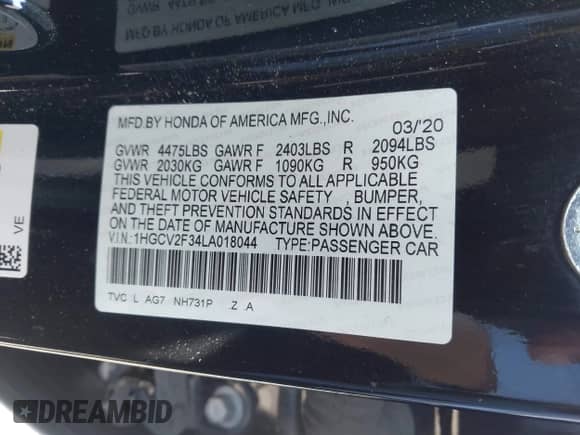 MFD.BY HONDA OF AMERICA MFG.,INC. 03/'20
GVWR 4475LBS GAWR F 2403LBS R 2094LBS
GVWR 2030KG GAWR F 1090KG R 950KG
THIS VEHICLE CONFORMS TO ALL APPLICABLE
FEDERAL MOTOR VEHICLE SAFETY , BUMPER,
AND THEFT PREVENTION STANDARDS IN EFFECT
ON THE DATE OF MANUFACTURE SHOWN ABOVE.
V.I.N.:1HGCV2F34LA018044 TYPE:PASSENGER CAR
TVC L AG7 NH731P .Z .A
VE
DREAMBID